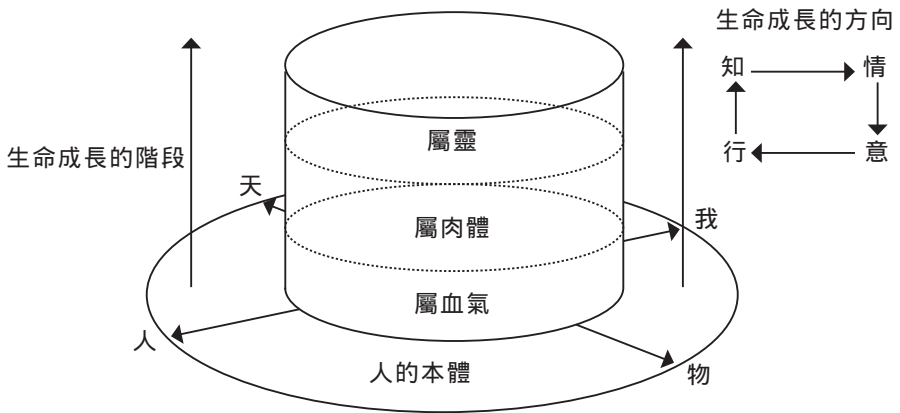 生命成長的方向
知
情
行
意
屬靈
生命成長的階段
天
我
屬肉體
屬血氣
人
人的本體
物